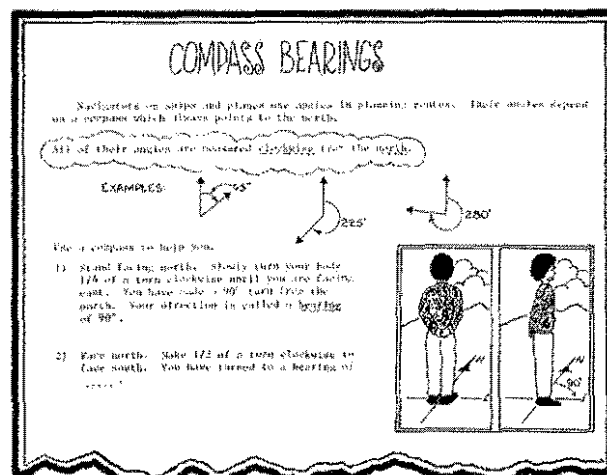 COMPASS BEARINGS
Navigators on ships and planes use angles in planning routes. Their angles depend
on a compass which always points to the north.
All of their angles are measured clockwise from the north.
EXAMPLES:
45°
225°
280°
Use a compass to help you.
1) Stand facing north. Slowly turn your body
1/4 of a turn clockwise until you are facing
east. You have made a 90° turn from the
north. Your direction is called a bearing
of 90°.
2) Face north. Make 1/2 of a turn clockwise to
face south. You have turned to a bearing of
N
N
90°